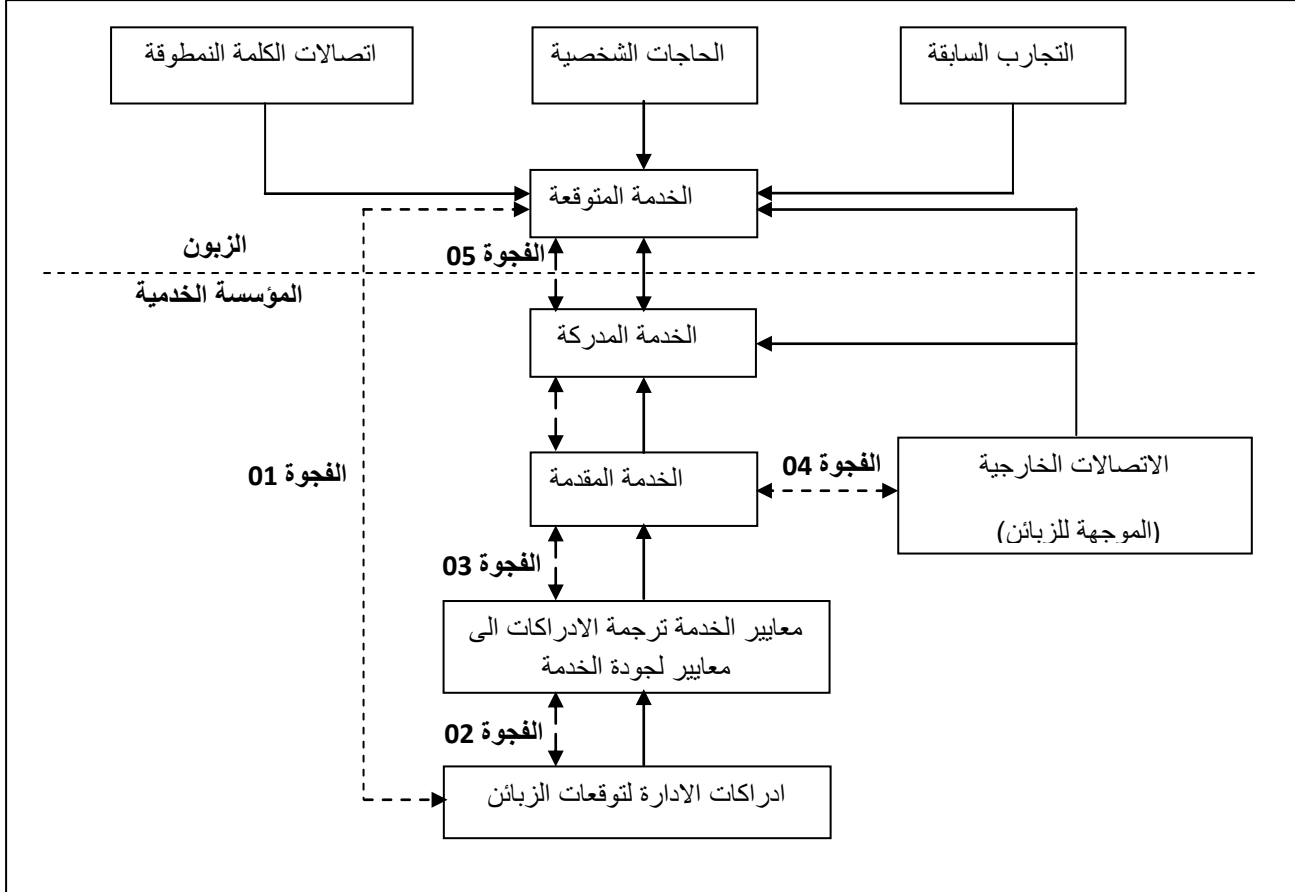 التجارب السابقة
الحاجات الشخصية
اتصالات الكلمة النمطوقة
الخدمة المتوقعة
الزبون
الفجوة 05
المؤسسة الخدمية
الخدمة المدركة
الفجوة 01
الخدمة المقدمة
الفجوة 04
الاتصالات الخارجية
(الموجهة للزبائن)
الفجوة 03
معايير الخدمة ترجمة الادراكات الى
معايير لجودة الخدمة
الفجوة 02
ادراكات الادارة لتوقعات الزبائن